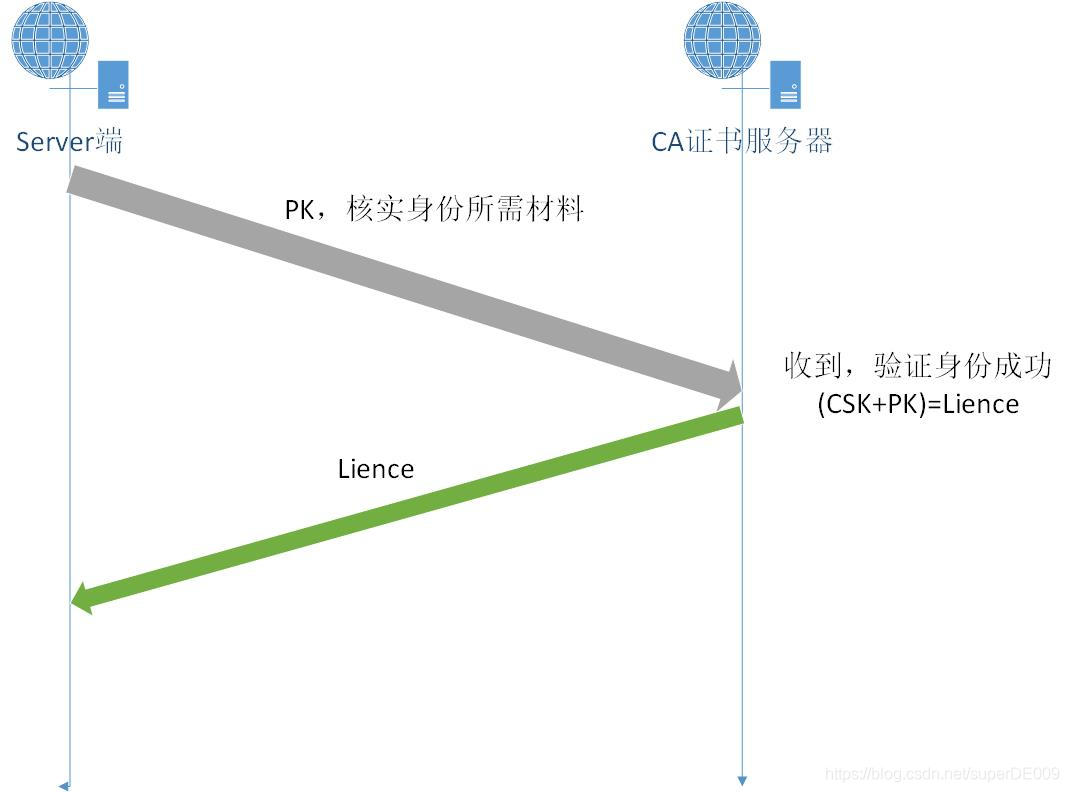 Server端
CA证书服务器
PK，核实身份所需材料
收到，验证身份成功
(CSK+PK)=Lience
Lience
https://blog.csdn.net/superDE009